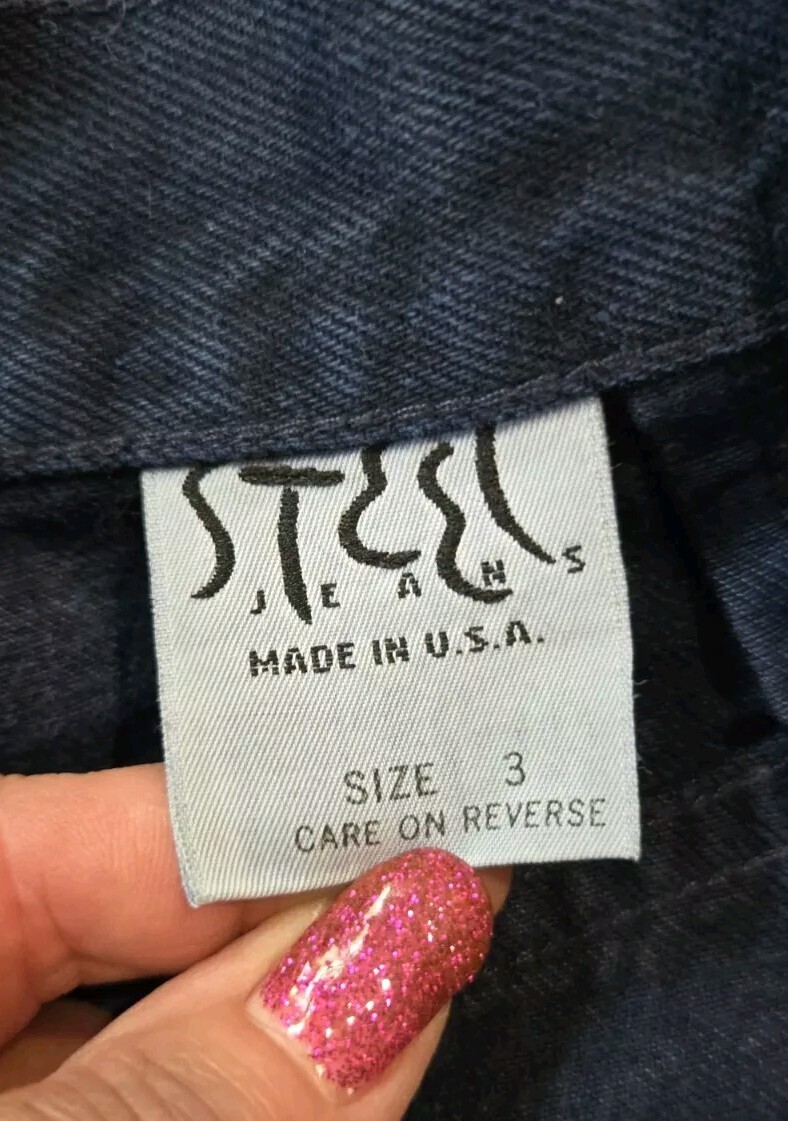 STEEL
JEANS
MADE IN U.S.A.
SIZE 3
CARE ON REVERSE